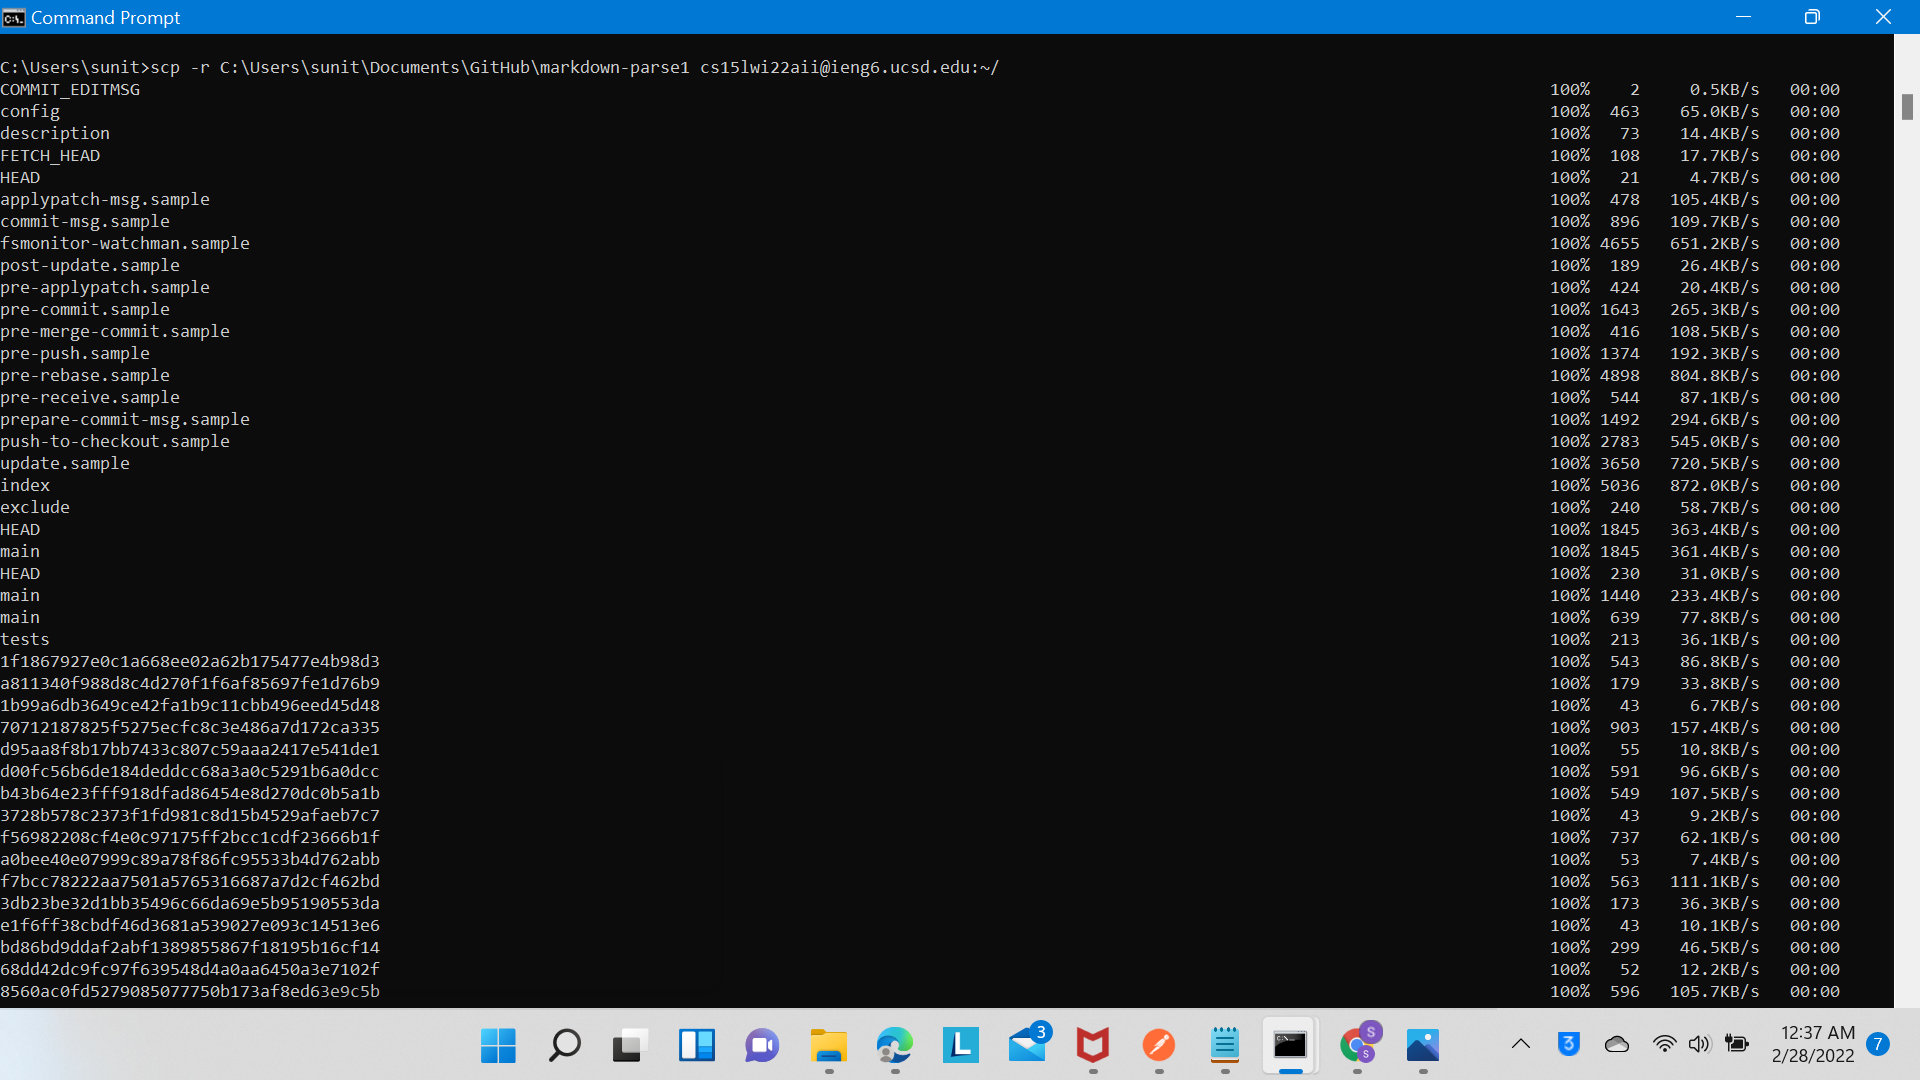 Command Prompt
C:\Users\sunit>scp -r C:\Users\sunit\Documents\GitHub\markdown-parse1 cs15lwi22aii@ieng6.ucsd.edu:~/
COMMIT_EDITMSG 100% 2 0.5KB/s 00:00
config 100% 463 65.0KB/s 00:00
description 100% 73 14.4KB/s 00:00
FETCH_HEAD 100% 108 17.7KB/s 00:00
HEAD 100% 21 4.7KB/s 00:00
applypatch-msg.sample 100% 478 105.4KB/s 00:00
commit-msg.sample 100% 896 109.7KB/s 00:00
fsmonitor-watchman.sample 100% 4655 651.2KB/s 00:00
post-update.sample 100% 189 26.4KB/s 00:00
pre-applypatch.sample 100% 424 20.4KB/s 00:00
pre-commit.sample 100% 1643 265.3KB/s 00:00
pre-merge-commit.sample 100% 416 108.5KB/s 00:00
pre-push.sample 100% 1374 192.3KB/s 00:00
pre-rebase.sample 100% 4898 804.8KB/s 00:00
pre-receive.sample 100% 544 87.1KB/s 00:00
prepare-commit-msg.sample 100% 1492 294.6KB/s 00:00
push-to-checkout.sample 100% 2783 545.0KB/s 00:00
update.sample 100% 3650 720.5KB/s 00:00
index 100% 5036 872.0KB/s 00:00
exclude 100% 240 58.7KB/s 00:00
HEAD 100% 1845 363.4KB/s 00:00
main 100% 1845 361.4KB/s 00:00
HEAD 100% 230 31.0KB/s 00:00
main 100% 1440 233.4KB/s 00:00
main 100% 639 77.8KB/s 00:00
tests 100% 213 36.1KB/s 00:00
1f1867927e0c1a668ee02a62b175477e4b98d3 100% 543 86.8KB/s 00:00
a811340f988d8c4d270f1f6af85697fe1d76b9 100% 179 33.8KB/s 00:00
1b99a6db3649ce42fa1b9c11cbb496eed45d48 100% 43 6.7KB/s 00:00
70712187825f5275ecfc8c3e486a7d172ca335 100% 903 157.4KB/s 00:00
d95aa8f8b17bb7433c807c59aaa2417e541de1 100% 55 10.8KB/s 00:00
d00fc56b6de184deddcc68a3a0c5291b6a0dcc 100% 591 96.6KB/s 00:00
b43b64e23fff918dfad86454e8d270dc0b5a1b 100% 549 107.5KB/s 00:00
3728b578c2373f1fd981c8d15b4529afaeb7c7 100% 43 9.2KB/s 00:00
f56982208cf4e0c97175ff2bcc1cdf23666b1f 100% 737 62.1KB/s 00:00
a0bee40e07999c89a78f86fc95533b4d762abb 100% 53 7.4KB/s 00:00
f7bcc78222aa7501a5765316687a7d2cf462bd 100% 563 111.1KB/s 00:00
3db23be32d1bb35496c66da69e5b95190553da 100% 173 36.3KB/s 00:00
e1f6ff38cbdf46d3681a539027e093c14513e6 100% 43 10.1KB/s 00:00
bd86bd9ddaf2abf1389855867f18195b16cf14 100% 299 46.5KB/s 00:00
68dd42dc9fc97f639548d4a0aa6450a3e7102f 100% 52 12.2KB/s 00:00
8560ac0fd5279085077750b173af8ed63e9c5b 100% 596 105.7KB/s 00:00
L 3 S S 3 12:37 AM 7
2/28/2022